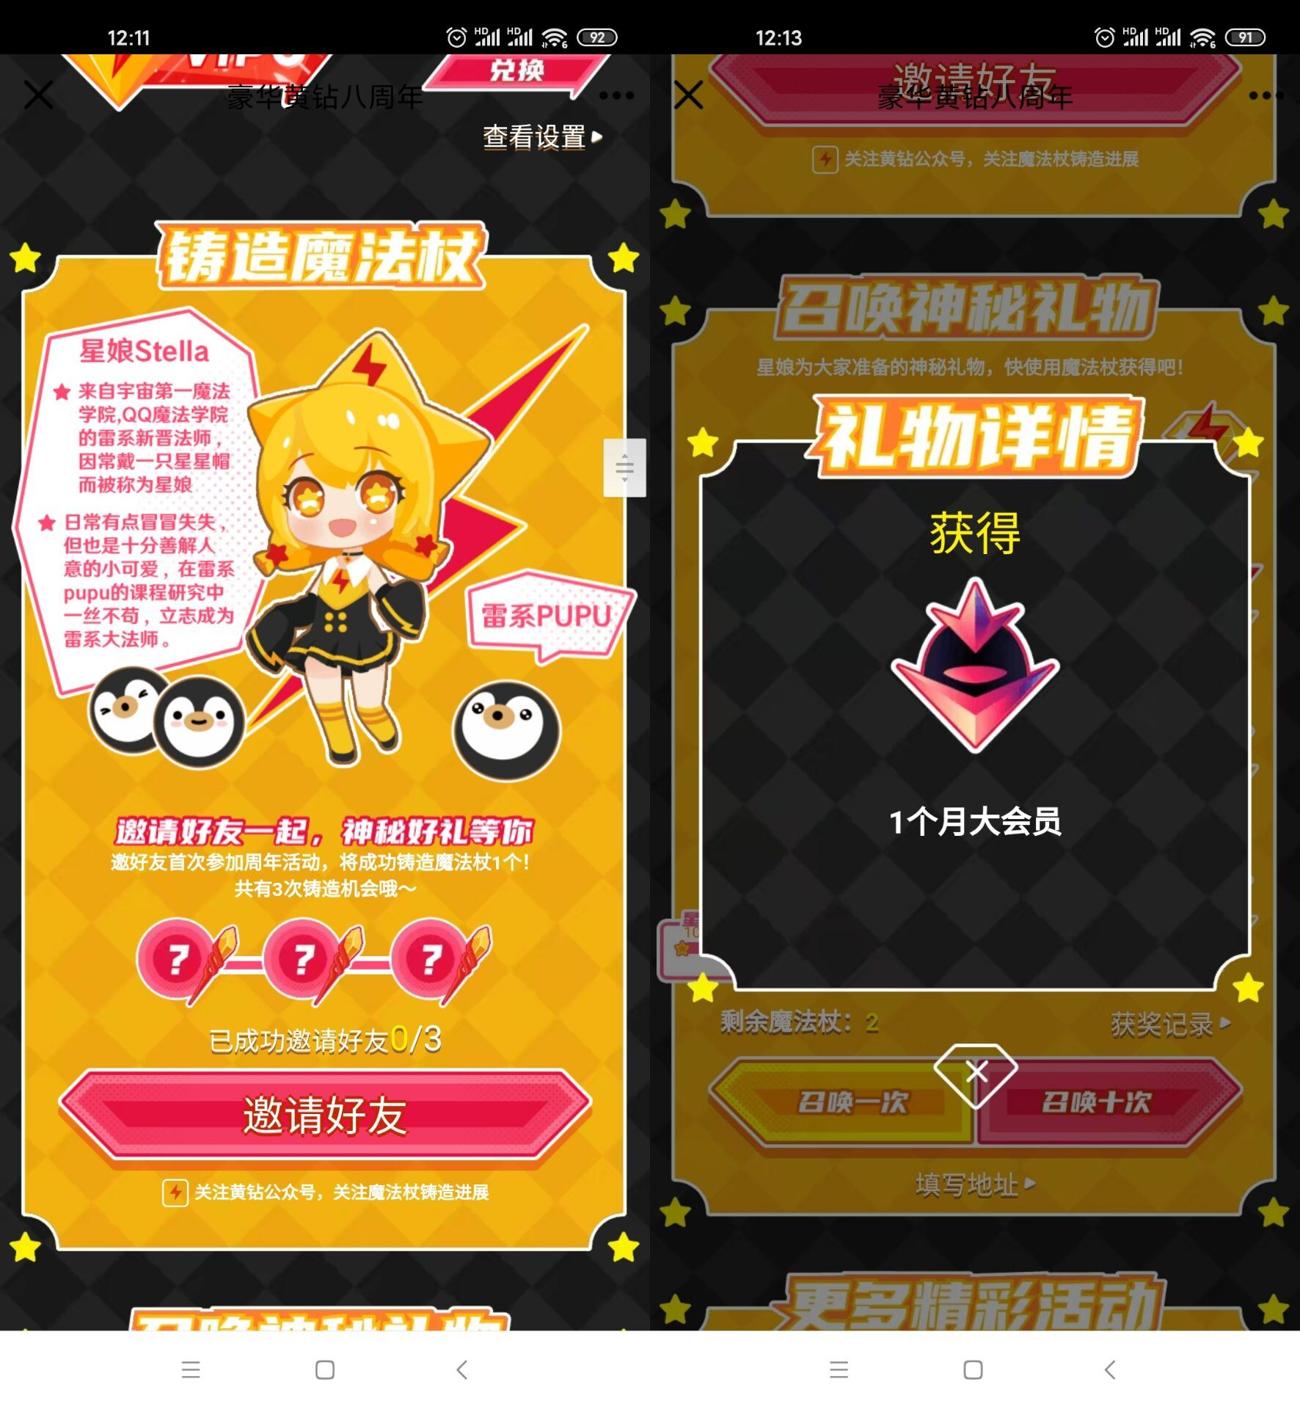 12:11
HD
HD
6
92
兑换
豪华黄钻八周年
查看设置
铸造魔法杖
星娘Stella
来自宇宙第一魔法
学院,QQ魔法学院
的雷系新晋法师，
因常戴一只星星帽
而被称为星娘
日常有点冒冒失失，
但也是十分善解人
意的小可爱，在雷系
pupu的课程研究中
一丝不苟，立志成为
雷系大法师。
雷系PUPU
邀请好友一起，神秘好礼等你
邀好友首次参加周年活动，将成功铸造魔法杖1个！
共有3次铸造机会哦～
?
?
?
已成功邀请好友0/3
邀请好友
关注黄钻公众号，关注魔法杖铸造进展
召唤神秘礼物
12:13
HD
HD
6
91
邀请好友
豪华黄钻八周年
关注黄钻公众号，关注魔法杖铸造进展
召唤神秘礼物
星娘为大家准备的神秘礼物，快使用魔法杖获得吧！
礼物详情
获得
1个月大会员
剩余魔法杖：2
获奖记录
召唤一次
召唤十次
填写地址
更多精彩活动